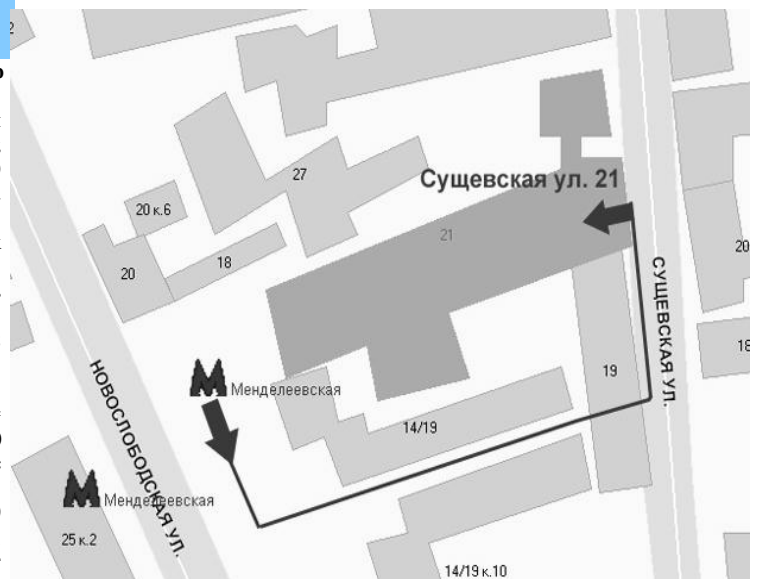 27
Сущевская ул. 21
20 к.6
21
20
18
20
СУЩЕВСКАЯ УЛ.
НОВОСЛОБОДСКАЯ УЛ.
Менделеевская
19
18
14/19
Менделеевская
25 к.2
14/19 к.10